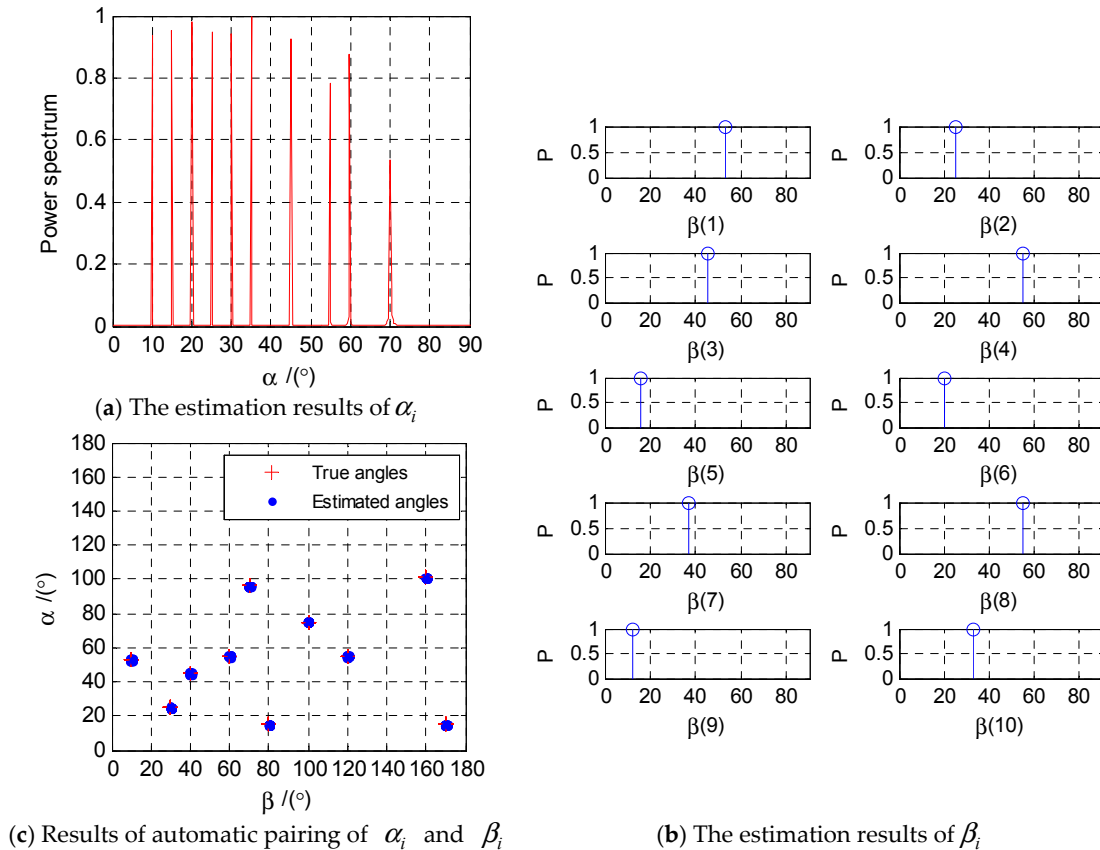 1
0.8
0.6
0.4
0.2
0
Power spectrum
0 10 20 30 40 50 60 70 80 90
α /(°)
(a) The estimation results of αi
180
160
140
120
100
80
60
40
20
0
α /(°)
True angles
Estimated angles
0 20 40 60 80 100 120 140 160 180
β /(°)
(c) Results of automatic pairing of αi and βi
P
1
0.5
0
0 20 40 60 80
β(1)
P
1
0.5
0
0 20 40 60 80
β(2)
P
1
0.5
0
0 20 40 60 80
β(3)
P
1
0.5
0
0 20 40 60 80
β(4)
P
1
0.5
0
0 20 40 60 80
β(5)
P
1
0.5
0
0 20 40 60 80
β(6)
P
1
0.5
0
0 20 40 60 80
β(7)
P
1
0.5
0
0 20 40 60 80
β(8)
P
1
0.5
0
0 20 40 60 80
β(9)
P
1
0.5
0
0 20 40 60 80
β(10)
(b) The estimation results of βi